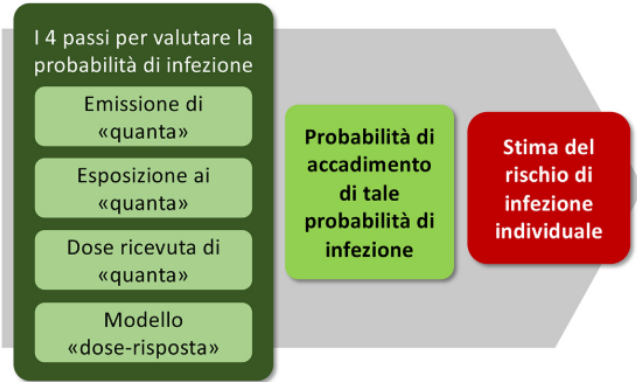 I 4 passi per valutare la
probabilità di infezione
Emissione di
«quanta»
Esposizione ai
«quanta»
Dose ricevuta di
«quanta»
Modello
«dose-risposta»
Probabilità di
accadimento
di tale
probabilità di
infezione
Stima del
rischio di
infezione
individuale